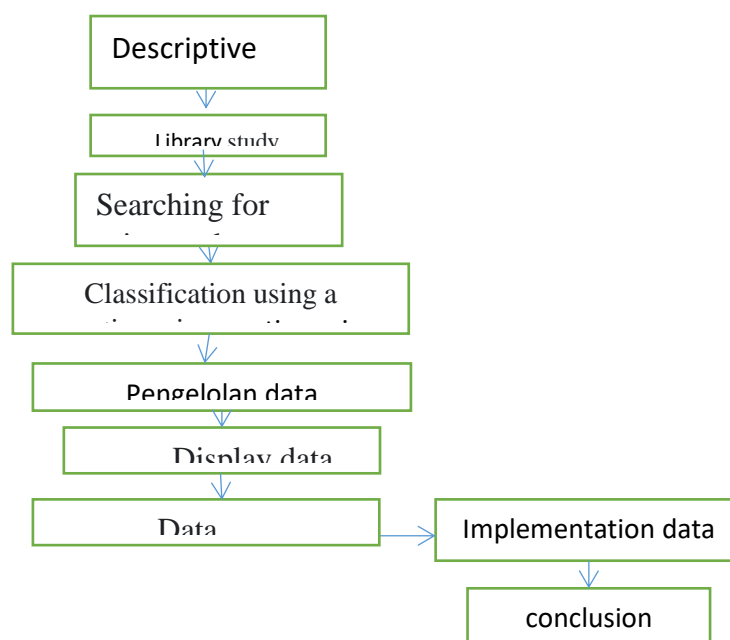 Descriptive
Library study
Searching for
Classification using a
Pengelolan data
Display data
Data
Implementation data
conclusion